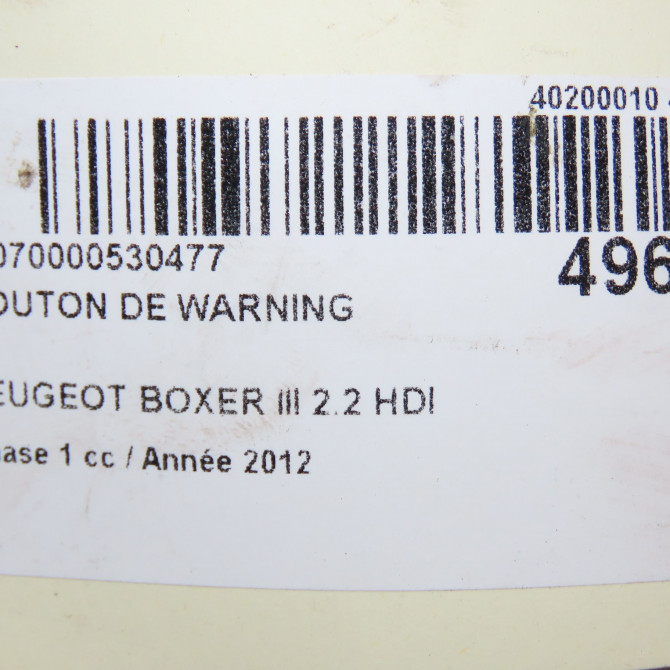 40200010
070000530477
496
OUTON DE WARNING
EUGEOT BOXER III 2.2 HDI
ase 1 cc / Année 2012